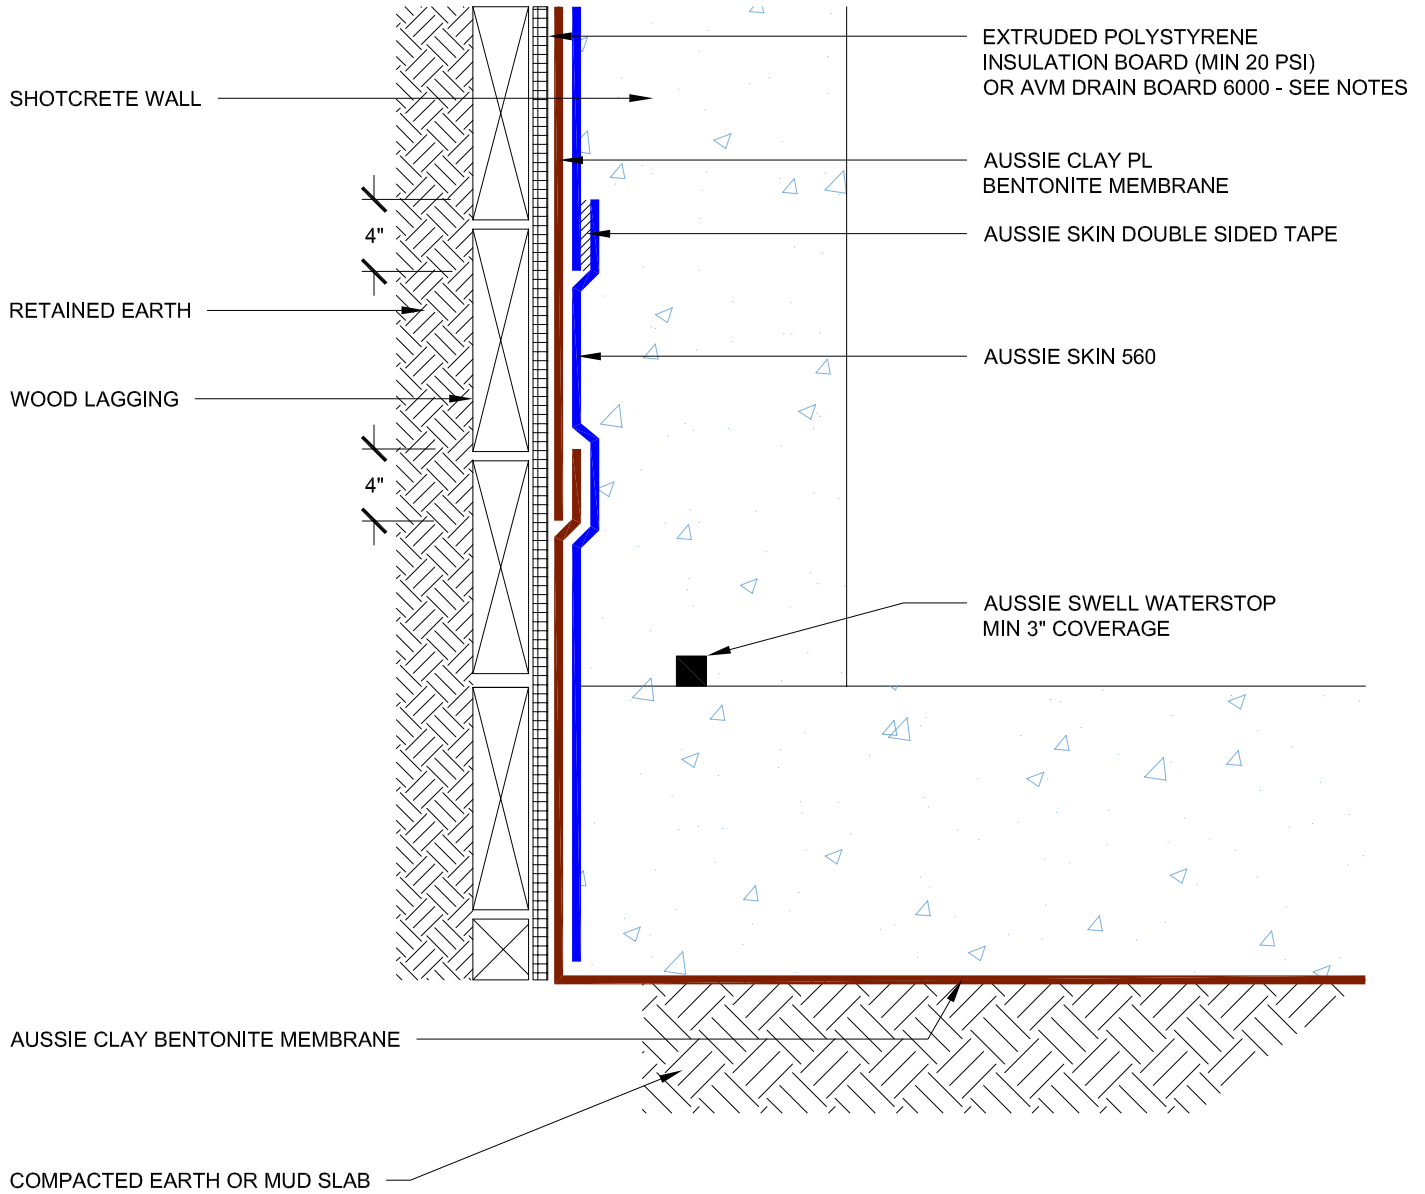 EXTRUDED POLYSTYRENE
INSULATION BOARD (MIN 20 PSI)
OR AVM DRAIN BOARD 6000 - SEE NOTES
SHOTCRETE WALL
AUSSIE CLAY PL
BENTONITE MEMBRANE
4"
AUSSIE SKIN DOUBLE SIDED TAPE
RETAINED EARTH
AUSSIE SKIN 560
WOOD LAGGING
4"
AUSSIE SWELL WATERSTOP
MIN 3" COVERAGE
AUSSIE CLAY BENTONITE MEMBRANE
COMPACTED EARTH OR MUD SLAB